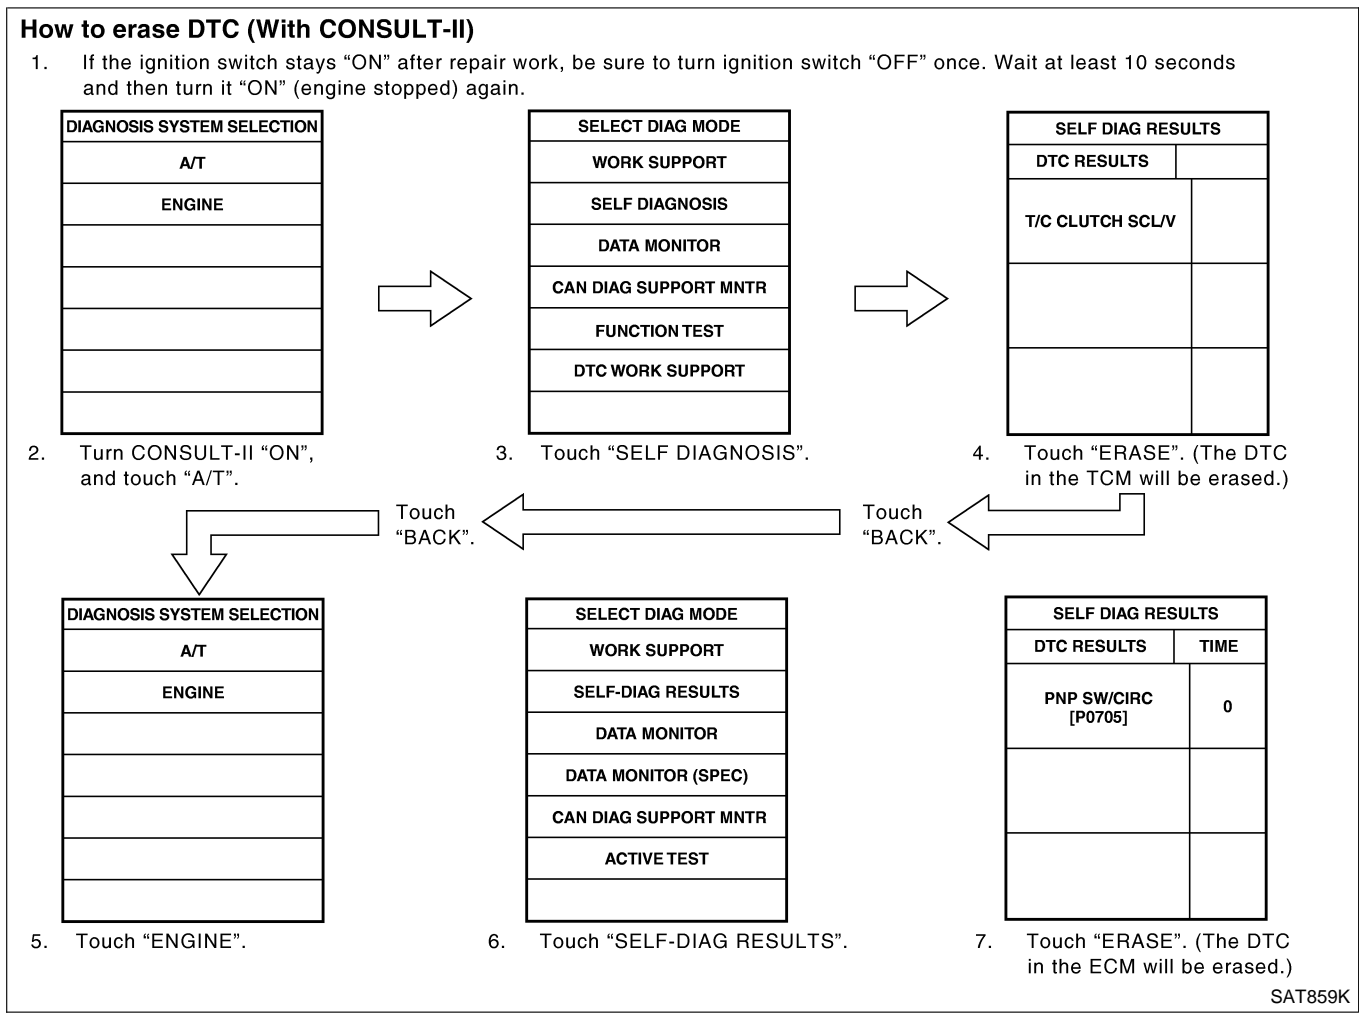 How to erase DTC (With CONSULT-II)
1. If the ignition switch stays “ON” after repair work, be sure to turn ignition switch “OFF” once. Wait at least 10 seconds
and then turn it “ON” (engine stopped) again.
DIAGNOSIS SYSTEM SELECTION
A/T
ENGINE
SELECT DIAG MODE
WORK SUPPORT
SELF DIAGNOSIS
DATA MONITOR
CAN DIAG SUPPORT MNTR
FUNCTION TEST
DTC WORK SUPPORT
SELF DIAG RESULTS
DTC RESULTS
T/C CLUTCH SCL/V
2. Turn CONSULT-II “ON”,
and touch “A/T”.
3. Touch “SELF DIAGNOSIS”.
4. Touch “ERASE”. (The DTC
in the TCM will be erased.)
Touch
“BACK”.
Touch
“BACK”.
DIAGNOSIS SYSTEM SELECTION
A/T
ENGINE
SELECT DIAG MODE
WORK SUPPORT
SELF-DIAG RESULTS
DATA MONITOR
DATA MONITOR (SPEC)
CAN DIAG SUPPORT MNTR
ACTIVE TEST
SELF DIAG RESULTS
DTC RESULTS TIME
PNP SW/CIRC
[P0705]
0
5. Touch “ENGINE”.
6. Touch “SELF-DIAG RESULTS”.
7. Touch “ERASE”. (The DTC
in the ECM will be erased.)
SAT859K